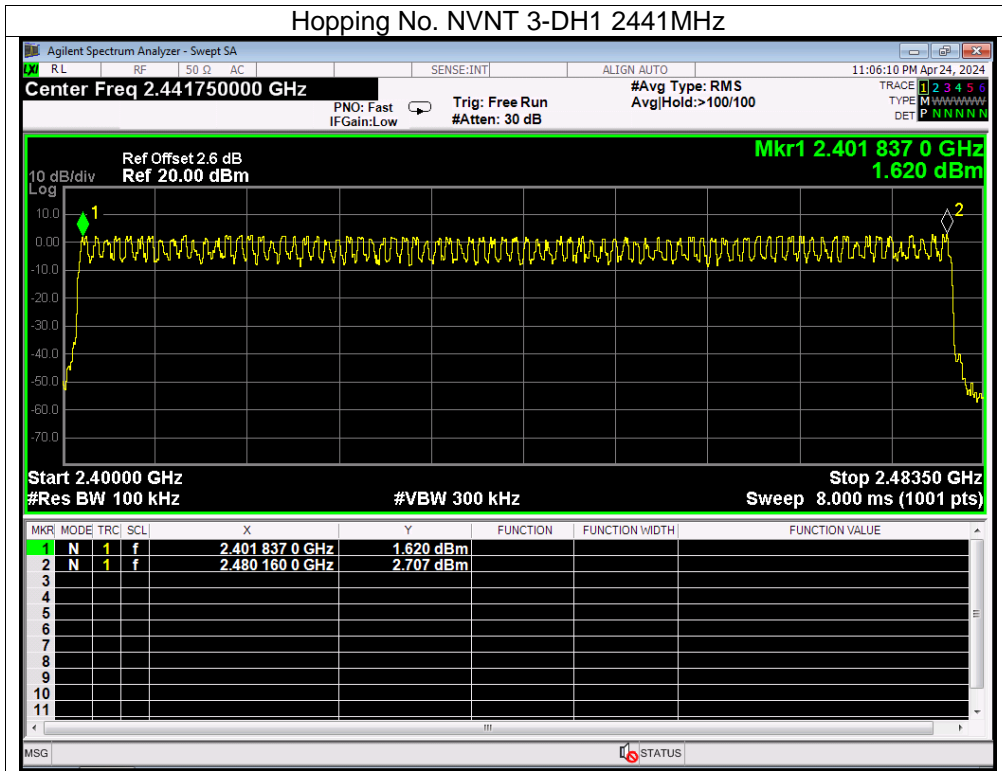 Hopping No. NVNT 3-DH1 2441MHz
Agilent Spectrum Analyzer - Swept SA
LXI RL RF 50 Ω AC SENSE:INT ALIGN AUTO 11:06:10 PM Apr 24, 2024
Center Freq 2.441750000 GHz #Avg Type: RMS TRACE 1 2 3 4 5 6
PNO: Fast Trig: Free Run Avg|Hold:>100/100 TYPE M WWWWW
IFGain:Low #Atten: 30 dB DET P N N N N N
Mkr1 2.401 837 0 GHz
Ref Offset 2.6 dB
10 dB/div Ref 20.00 dBm 1.620 dBm
Log
10.0
1
2
0.00
-10.0
-20.0
-30.0
-40.0
-50.0
-60.0
-70.0
Start 2.40000 GHz Stop 2.48350 GHz
#Res BW 100 kHz #VBW 300 kHz Sweep 8.000 ms (1001 pts)
MKR MODE TRC SCL X Y FUNCTION FUNCTION WIDTH FUNCTION VALUE
1 N 1 f 2.401 837 0 GHz 1.620 dBm
2 N 1 f 2.480 160 0 GHz 2.707 dBm
3
4
5
6
7
8
9
10
11
MSG STATUS